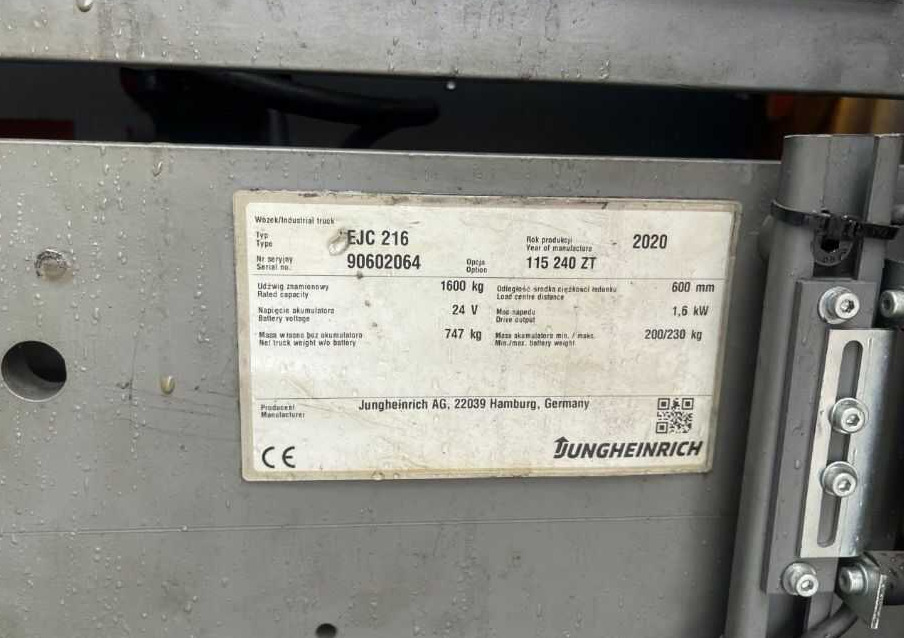 Wózek/Industrial truck
Typ
Type
EJC 216
Rok produkcji
Year of manufacture
2020
Nr seryjny
Serial no.
90602064
Opcja
Option
115 240 ZT
Udźwig znamionowy
Rated capacity
1600 kg
Odległość środka ciężkości ładunku
Load centre distance
600 mm
Napięcie akumulatora
Battery voltage
24 V
Moc napędu
Drive output
1,6 kW
Masa własna bez akumulatora
Net truck weight w/o battery
747 kg
Masa akumulatora min. / maks.
Min./max. battery weight
200/230 kg
Producent
Manufacturer
Jungheinrich AG, 22039 Hamburg, Germany
CE
JUNGHEINRICH